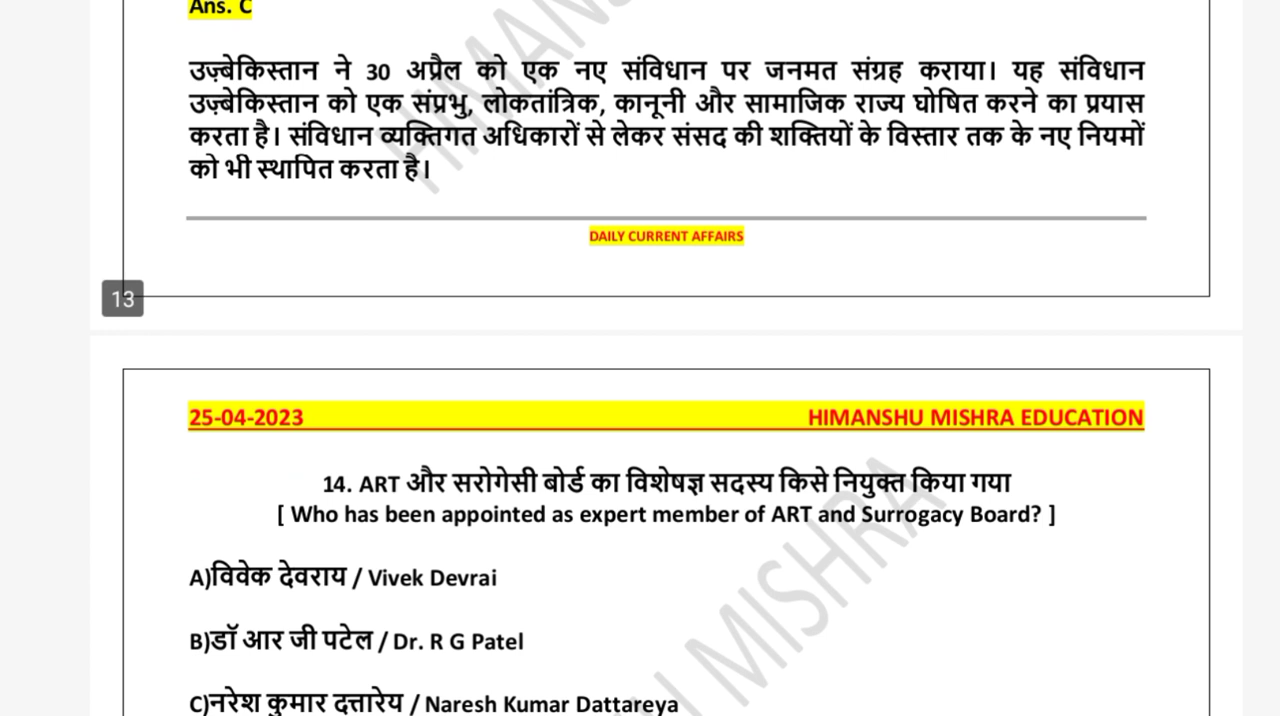 Ans. C
उज़्बेकिस्तान ने 30 अप्रैल को एक नए संविधान पर जनमत संग्रह कराया। यह संविधान
उज़्बेकिस्तान को एक संप्रभु, लोकतांत्रिक, कानूनी और सामाजिक राज्य घोषित करने का प्रयास
करता है। संविधान व्यक्तिगत अधिकारों से लेकर संसद की शक्तियों के विस्तार तक के नए नियमों
को भी स्थापित करता है।
DAILY CURRENT AFFAIRS
13
25-04-2023 HIMANSHU MISHRA EDUCATION
14. ART और सरोगेसी बोर्ड का विशेषज्ञ सदस्य किसे नियुक्त किया गया
[ Who has been appointed as expert member of ART and Surrogacy Board? ]
A)विवेक देवराय / Vivek Devrai
B)डॉ आर जी पटेल / Dr. R G Patel
C)नरेश कुमार दत्तारेय / Naresh Kumar Dattareya